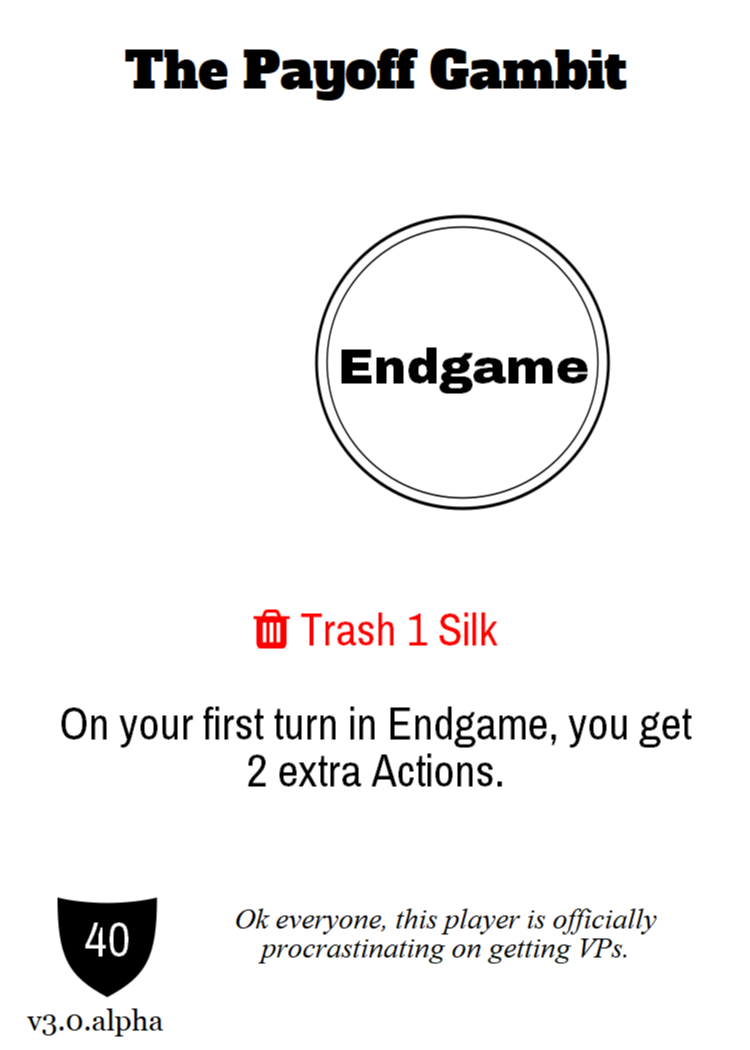 The Payoff Gambit
Endgame
Trash 1 Silk
On your first turn in Endgame, you get
2 extra Actions.
40
Ok everyone, this player is officially
procrastinating on getting VPs.
v3.0.alpha